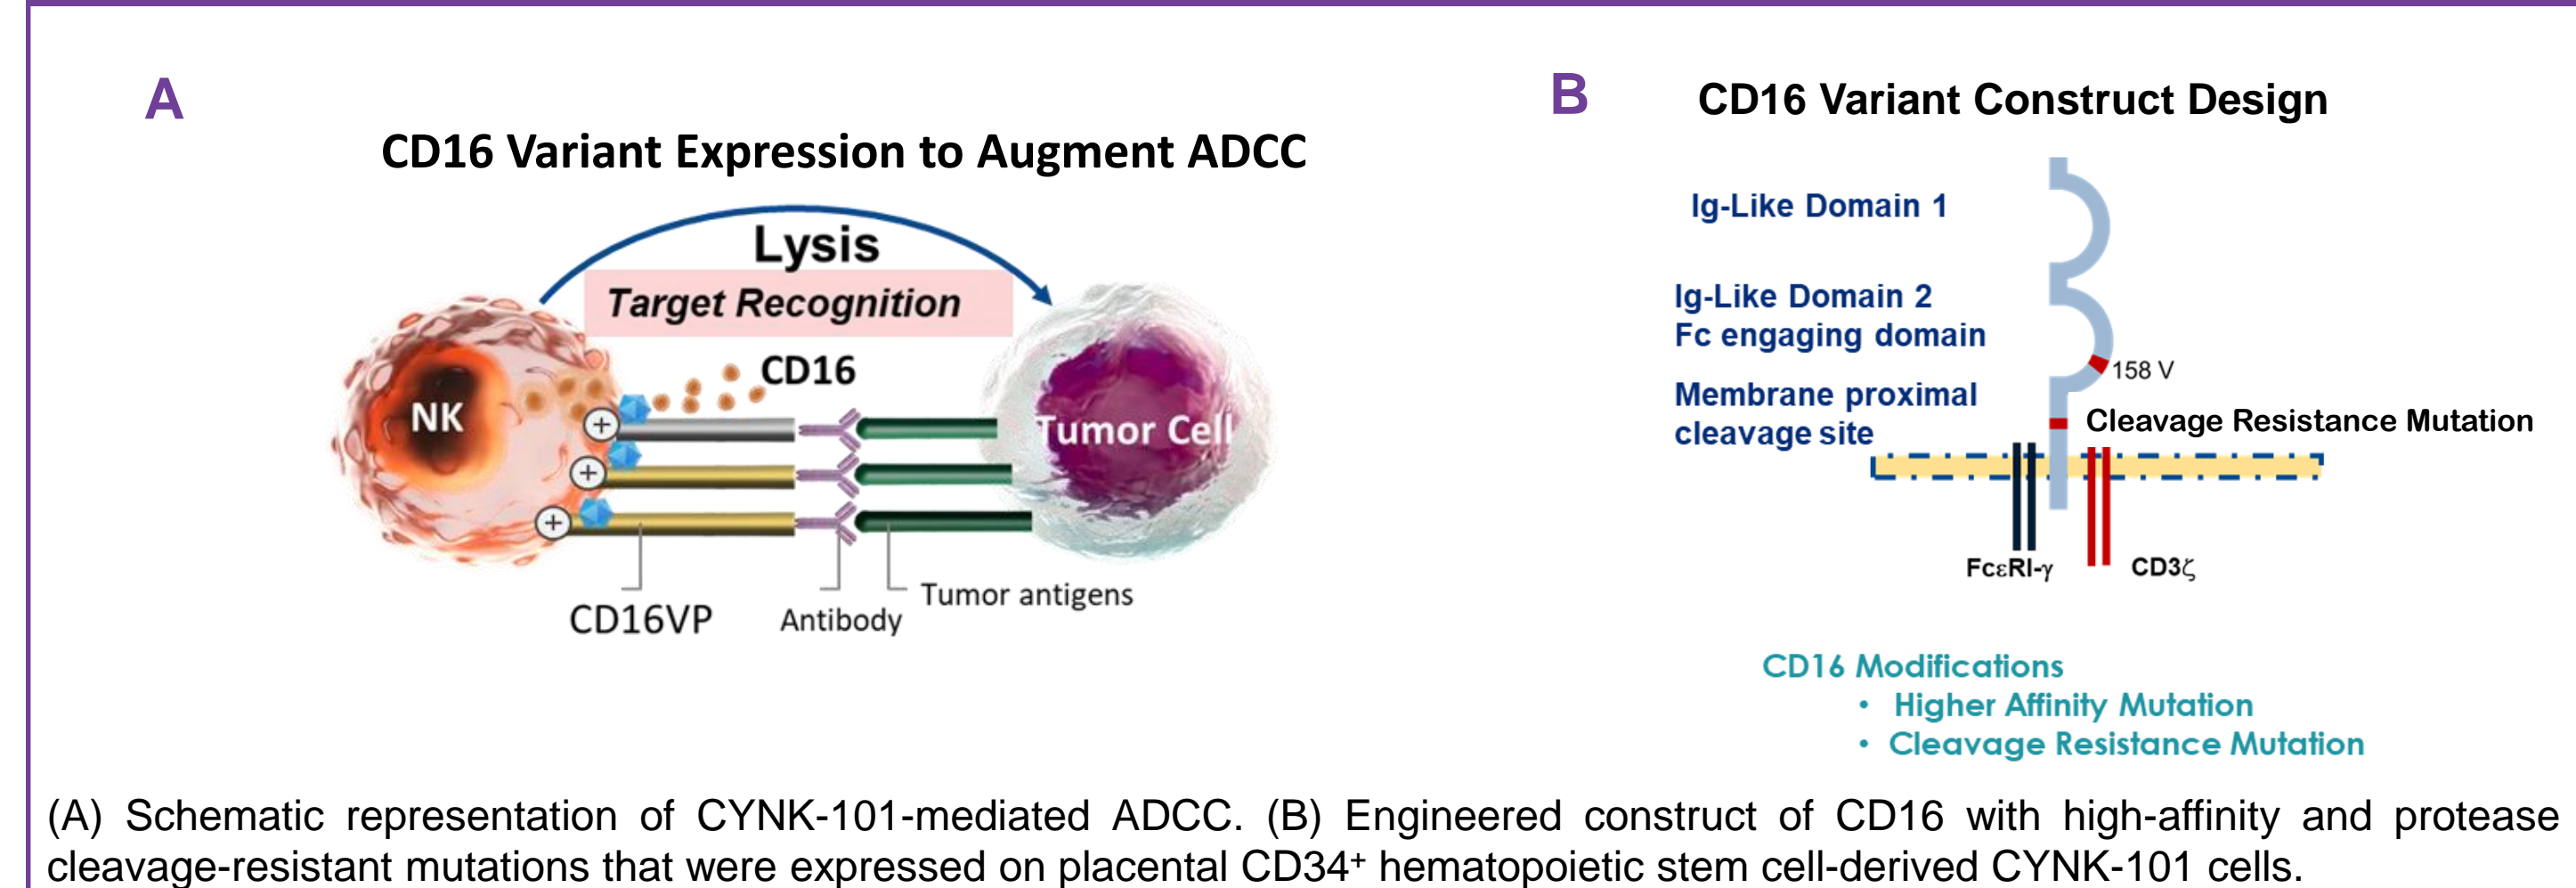 A
CD16 Variant Expression to Augment ADCC
Lysis
Target Recognition
CD16
NK
+
+
+
Tumor Cell
CD16VP
Antibody
Tumor antigens
B
CD16 Variant Construct Design
Ig-Like Domain 1
Ig-Like Domain 2
Fc engaging domain
158 V
Membrane proximal
cleavage site
Cleavage Resistance Mutation
FcεRI-γ
CD3ζ
CD16 Modifications
• Higher Affinity Mutation
• Cleavage Resistance Mutation
(A) Schematic representation of CYNK-101-mediated ADCC. (B) Engineered construct of CD16 with high-affinity and protease
cleavage-resistant mutations that were expressed on placental CD34⁺ hematopoietic stem cell-derived CYNK-101 cells.